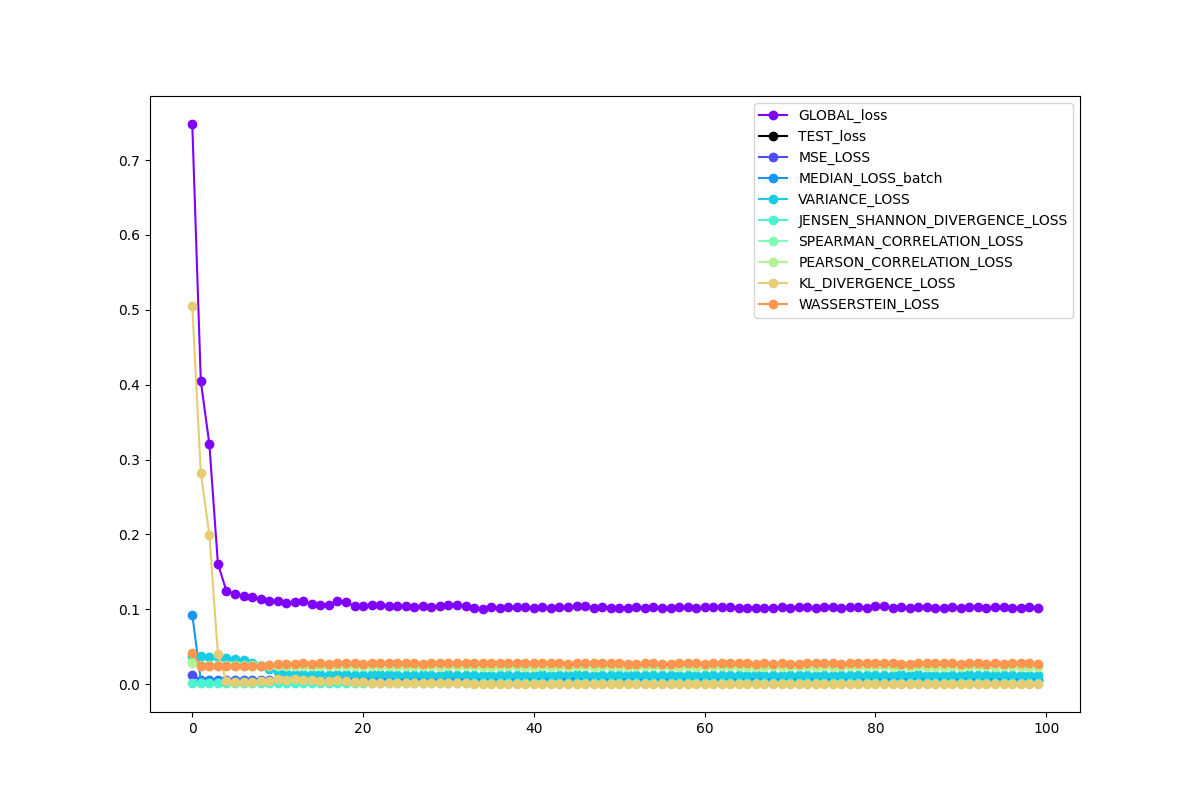 GLOBAL_loss
TEST_loss
MSE_LOSS
MEDIAN_LOSS_batch
VARIANCE_LOSS
JENSEN_SHANNON_DIVERGENCE_LOSS
SPEARMAN_CORRELATION_LOSS
PEARSON_CORRELATION_LOSS
KL_DIVERGENCE_LOSS
WASSERSTEIN_LOSS
0.7
0.6
0.5
0.4
0.3
0.2
0.1
0.0
0 20 40 60 80 100